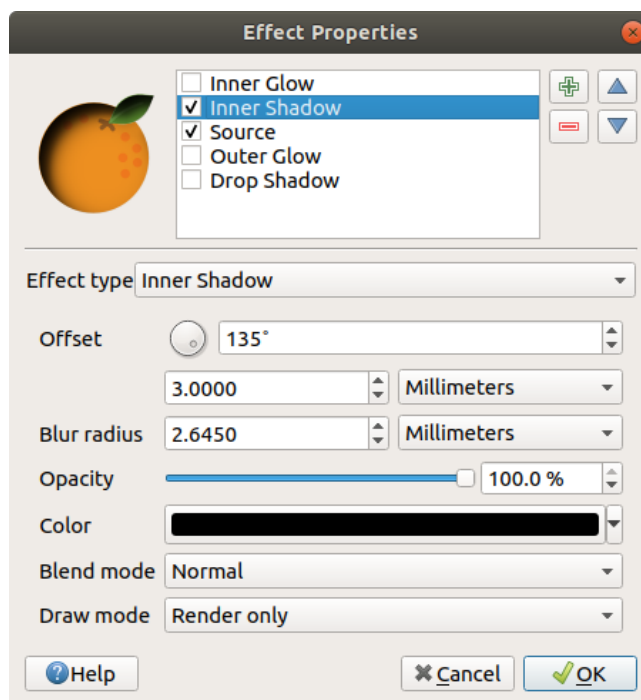 Effect Properties
Inner Glow
Inner Shadow
Source
Outer Glow
Drop Shadow
Effect type Inner Shadow
Offset 135˚
3.0000 Millimeters
Blur radius 2.6450 Millimeters
Opacity 100.0 %
Color
Blend mode Normal
Draw mode Render only
Help Cancel OK